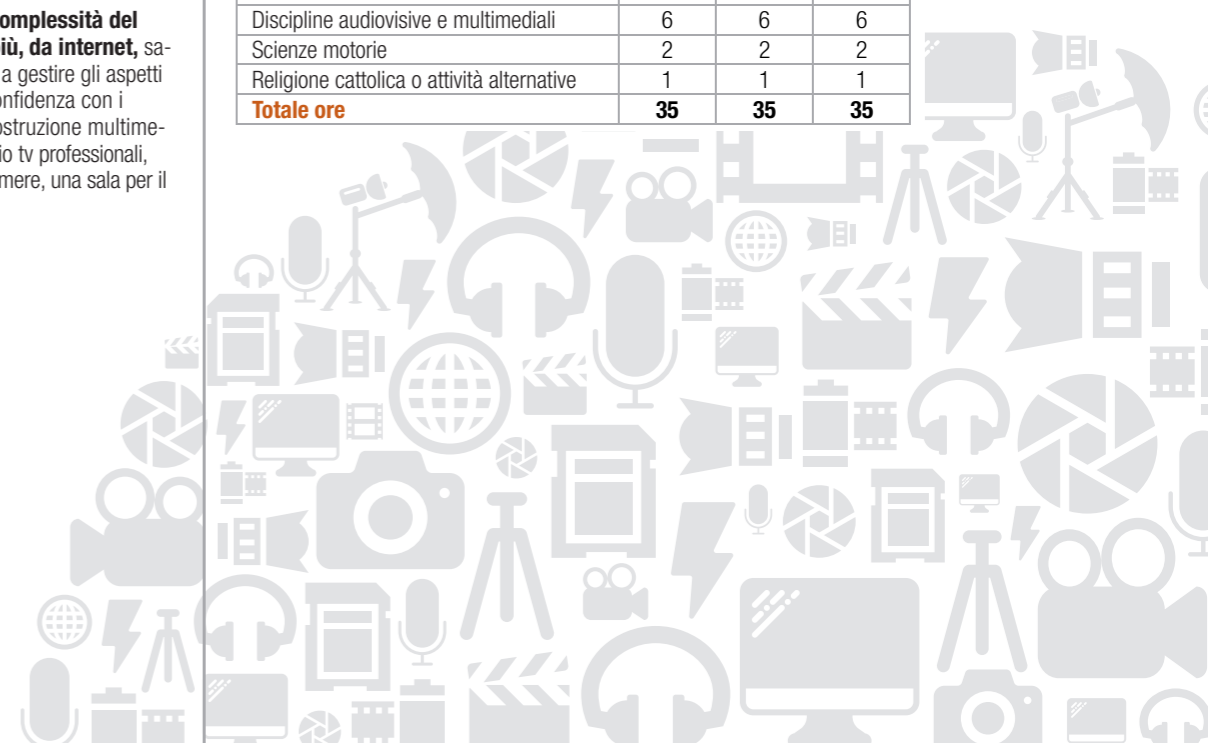 omplessità del
iù, da internet, sa-
a gestire gli aspetti
onfidenza con i
ostruzione multime-
io tv professionali,
mere, una sala per il
Discipline audiovisive e multimediali 6 6 6
Scienze motorie 2 2 2
Religione cattolica o attività alternative 1 1 1
Totale ore 35 35 35